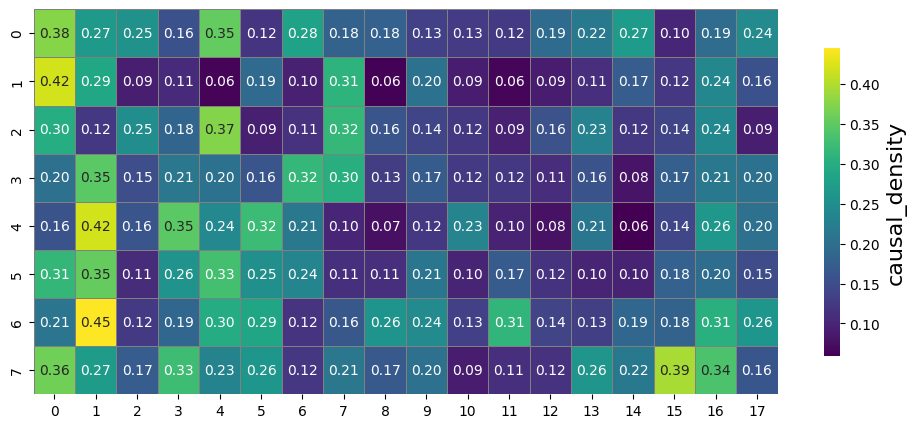 0 0.38 0.27 0.25 0.16 0.35 0.12 0.28 0.18 0.18 0.13 0.13 0.12 0.19 0.22 0.27 0.10 0.19 0.24
1 0.42 0.29 0.09 0.11 0.06 0.19 0.10 0.31 0.06 0.20 0.09 0.06 0.09 0.11 0.17 0.12 0.24 0.16
2 0.30 0.12 0.25 0.18 0.37 0.09 0.11 0.32 0.16 0.14 0.12 0.09 0.16 0.23 0.12 0.14 0.24 0.09
3 0.20 0.35 0.15 0.21 0.20 0.16 0.32 0.30 0.13 0.17 0.12 0.12 0.11 0.16 0.08 0.17 0.21 0.20
4 0.16 0.42 0.16 0.35 0.24 0.32 0.21 0.10 0.07 0.12 0.23 0.10 0.08 0.21 0.06 0.14 0.26 0.20
5 0.31 0.35 0.11 0.26 0.33 0.25 0.24 0.11 0.11 0.21 0.10 0.17 0.12 0.10 0.10 0.18 0.20 0.15
6 0.21 0.45 0.12 0.19 0.30 0.29 0.12 0.16 0.26 0.24 0.13 0.31 0.14 0.13 0.19 0.18 0.31 0.26
7 0.36 0.27 0.17 0.33 0.23 0.26 0.12 0.21 0.17 0.20 0.09 0.11 0.12 0.26 0.22 0.39 0.34 0.16
0 1 2 3 4 5 6 7 8 9 10 11 12 13 14 15 16 17
0.40
0.35
0.30
0.25
0.20
0.15
0.10
causal_density